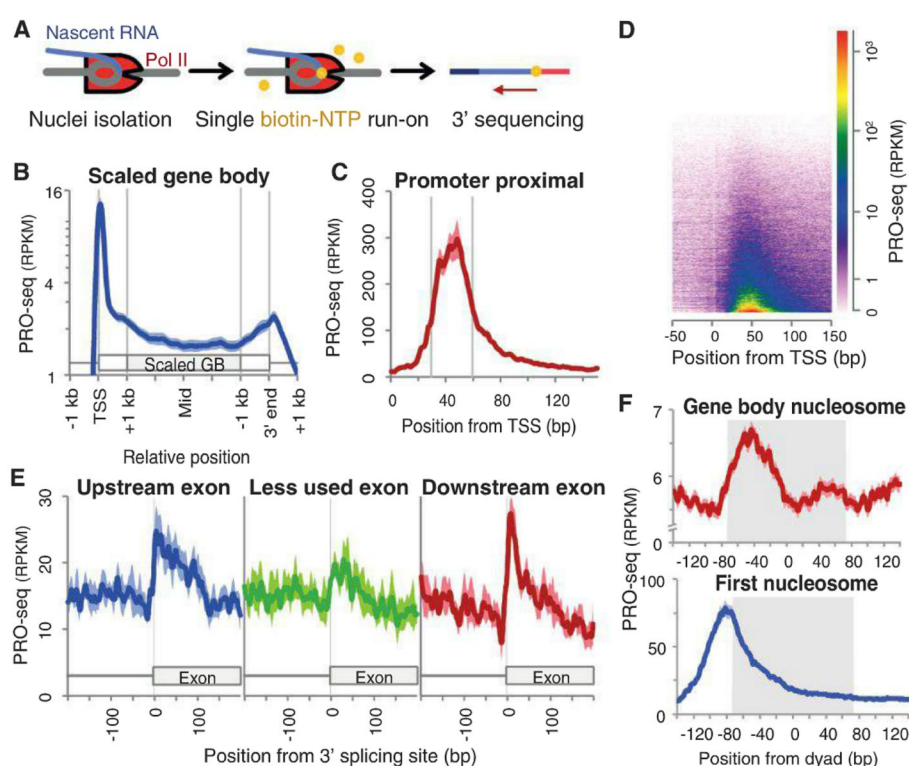 A
Nascent RNA
Pol II
Nuclei isolation
Single biotin-NTP run-on
3' sequencing
B
Scaled gene body
PRO-seq (RPKM)
16
4
1
Scaled GB
-1 kb
TSS
+1 kb
Mid
-1 kb
3' end
+1 kb
Relative position
C
Promoter proximal
PRO-seq (RPKM)
400
300
200
100
0
0
40
80
120
Position from TSS (bp)
D
10³
10²
10
1
0
PRO-seq (RPKM)
-50
0
50
100
150
Position from TSS (bp)
E
Upstream exon
Less used exon
Downstream exon
PRO-seq (RPKM)
30
20
10
0
Exon
Exon
Exon
-100
0
100
-100
0
100
-100
0
100
Position from 3' splicing site (bp)
F
Gene body nucleosome
7
6
5
0
-120
-80
-40
0
40
80
120
PRO-seq (RPKM)
First nucleosome
100
50
0
-120
-80
-40
0
40
80
120
Position from dyad (bp)